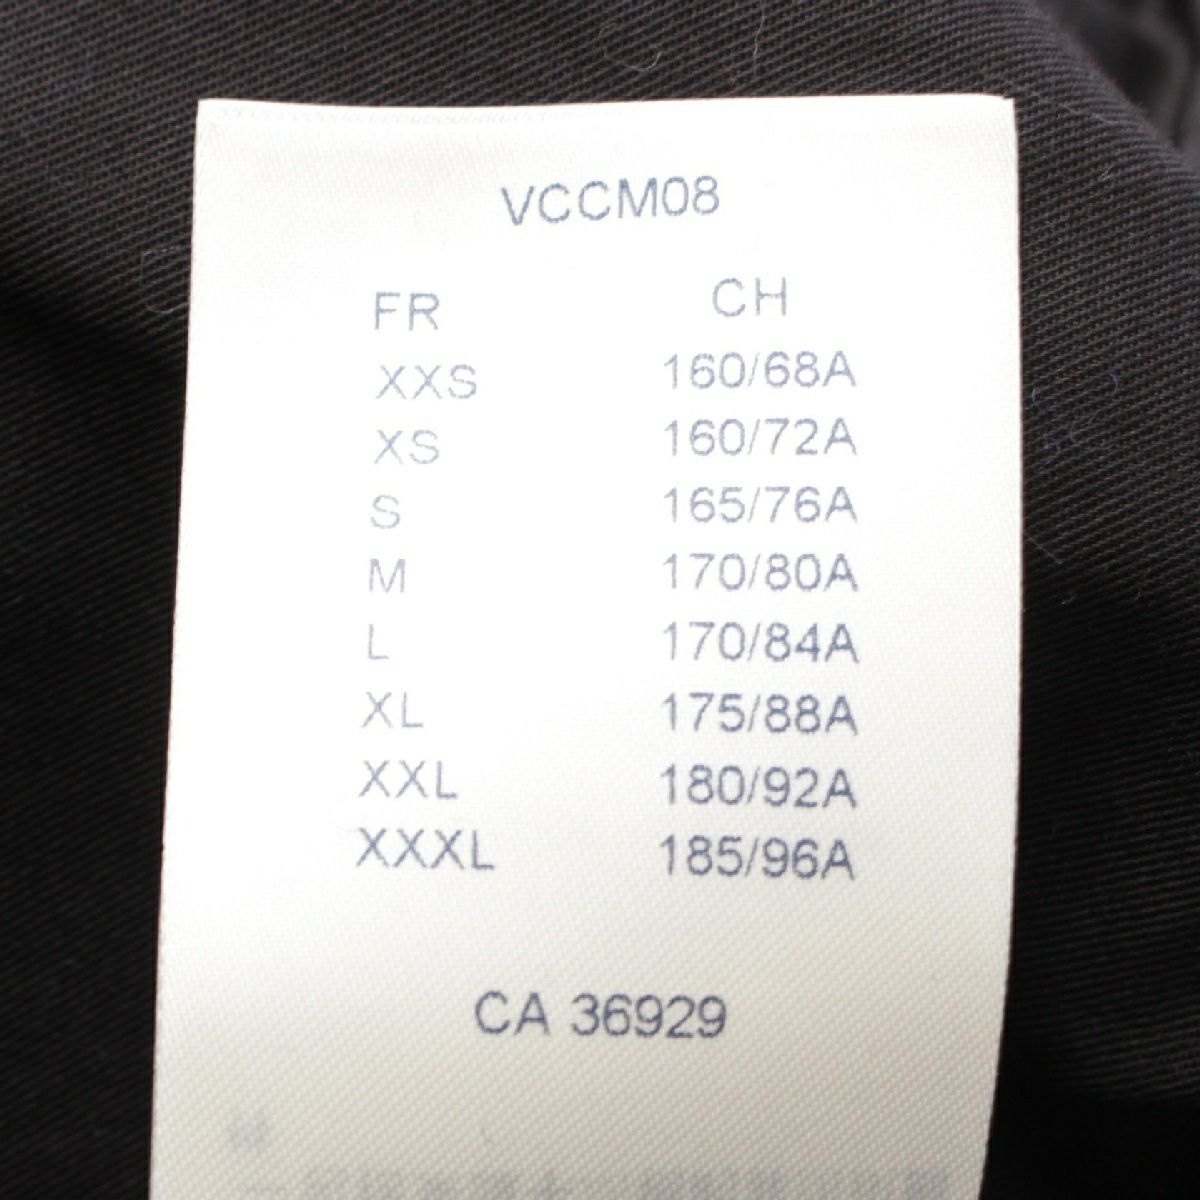 VCCM08
FR CH
XXS 160/68A
XS 160/72A
S 165/76A
M 170/80A
L 170/84A
XL 175/88A
XXL 180/92A
XXXL 185/96A
CA 36929